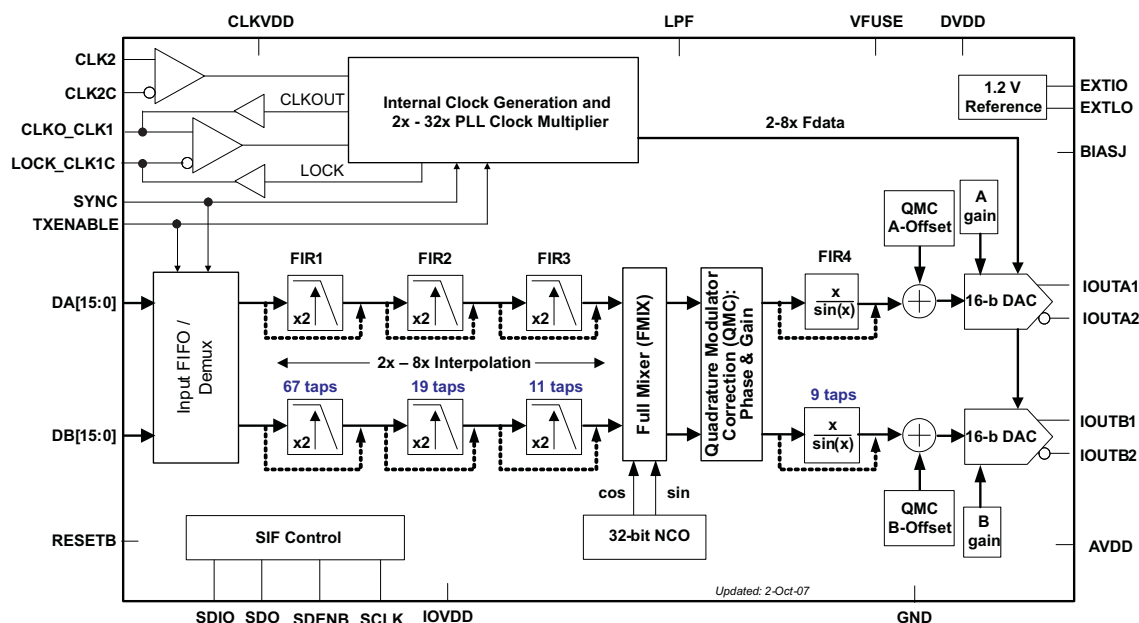 CLKVDD
LPF
VFUSE
DVDD
CLK2
CLK2C
CLKO_CLK1
LOCK_CLK1C
SYNC
TXENABLE
CLKOUT
LOCK
Internal Clock Generation and
2x - 32x PLL Clock Multiplier
2-8x Fdata
1.2 V
Reference
EXTIO
EXTLO
BIASJ
QMC
A-Offset
A
gain
FIR1
FIR2
FIR3
FIR4
DA[15:0]
DB[15:0]
Input FIFO /
Demux
x2
x2
x2
2x – 8x Interpolation
67 taps
19 taps
11 taps
x2
x2
x2
Full Mixer (FMIX)
Quadrature Modulator
Correction (QMC):
Phase & Gain
x
sin(x)
9 taps
x
sin(x)
16-b DAC
IOUTA1
IOUTA2
16-b DAC
IOUTB1
IOUTB2
cos
sin
32-bit NCO
QMC
B-Offset
B
gain
RESETB
SIF Control
AVDD
Updated: 2-Oct-07
SDIO
SDO
SDENB
SCLK
IOVDD
GND